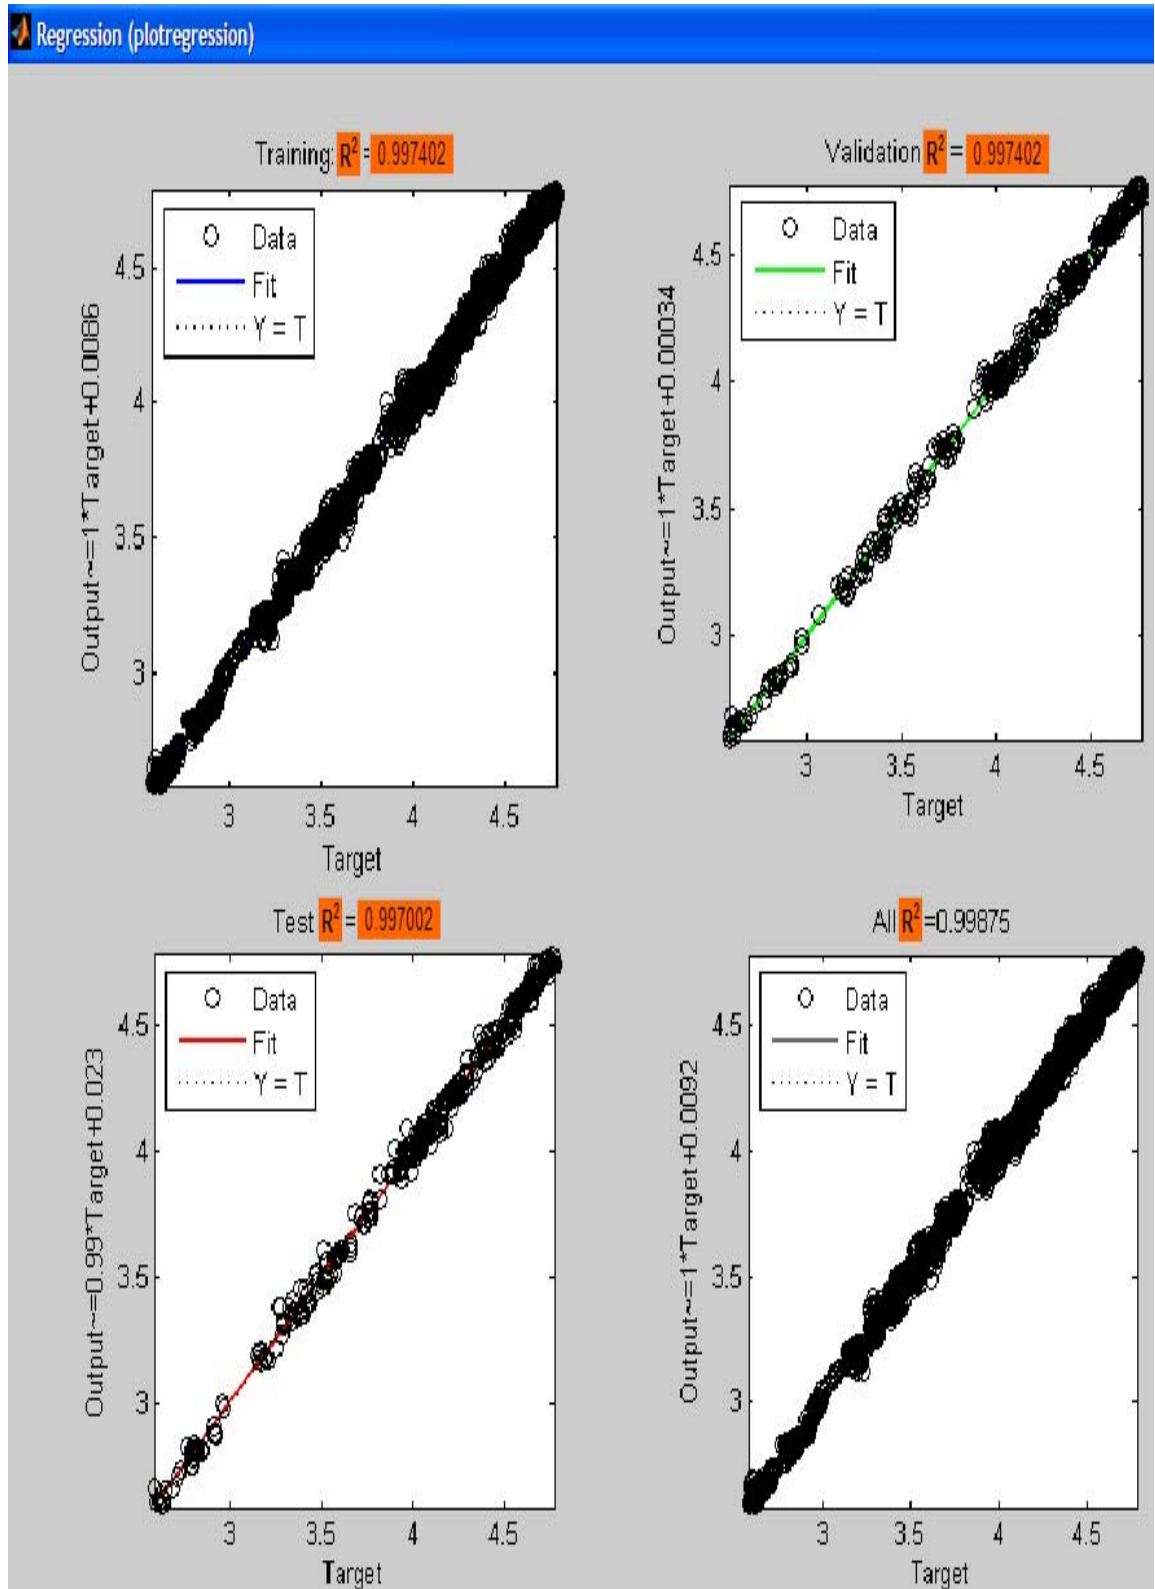 Regression (plotregression)
Training: R² = 0.997402
Data
Fit
Y = T
Output~=1*Target+0.0086
4.5
4
3.5
3
3 3.5 4 4.5
Target
Validation R² = 0.997402
Data
Fit
Y = T
Output~=1*Target+0.00034
4.5
4
3.5
3
3 3.5 4 4.5
Target
Test R² = 0.997002
Data
Fit
Y = T
Output~=0.99*Target+0.023
4.5
4
3.5
3
3 3.5 4 4.5
Target
All R² =0.99875
Data
Fit
Y = T
Output~=1*Target+0.0092
4.5
4
3.5
3
3 3.5 4 4.5
Target